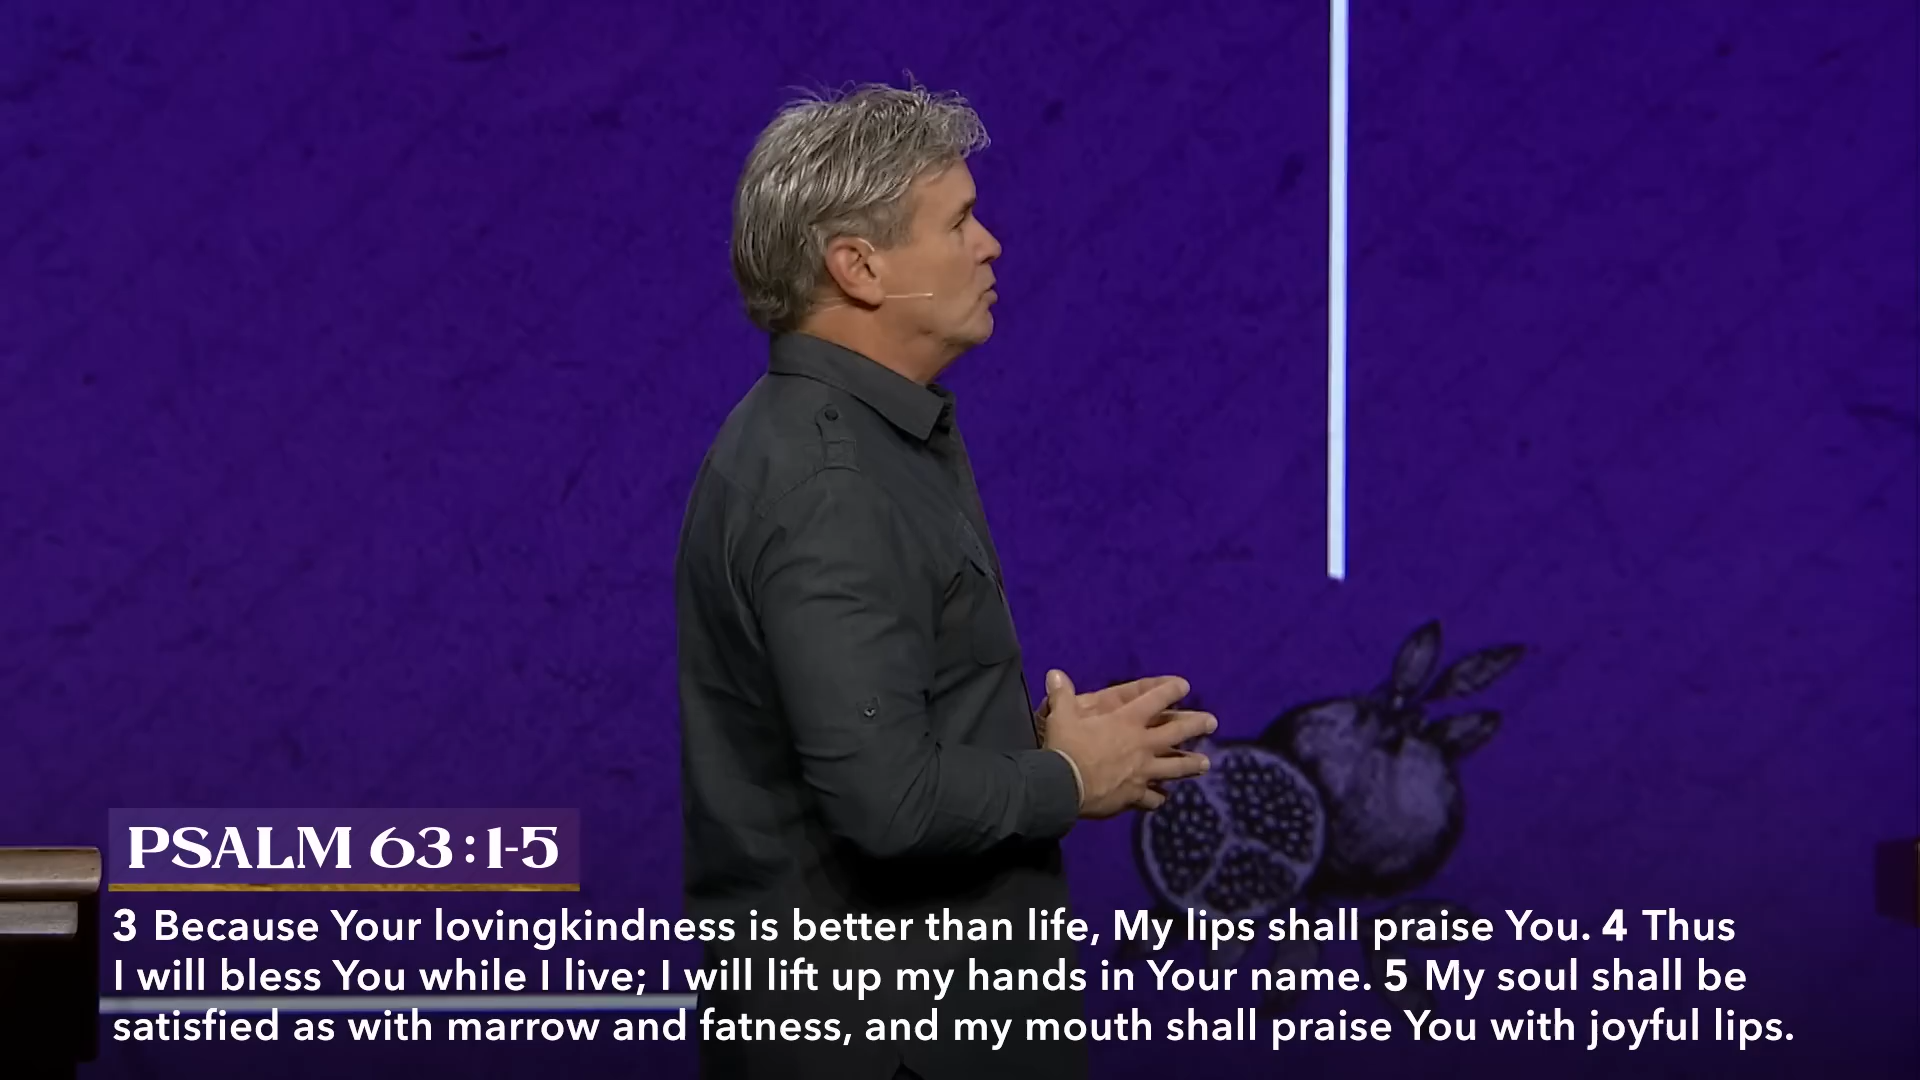 PSALM 63:1-5
3 Because Your lovingkindness is better than life, My lips shall praise You. 4 Thus
I will bless You while I live; I will lift up my hands in Your name. 5 My soul shall be
satisfied as with marrow and fatness, and my mouth shall praise You with joyful lips.